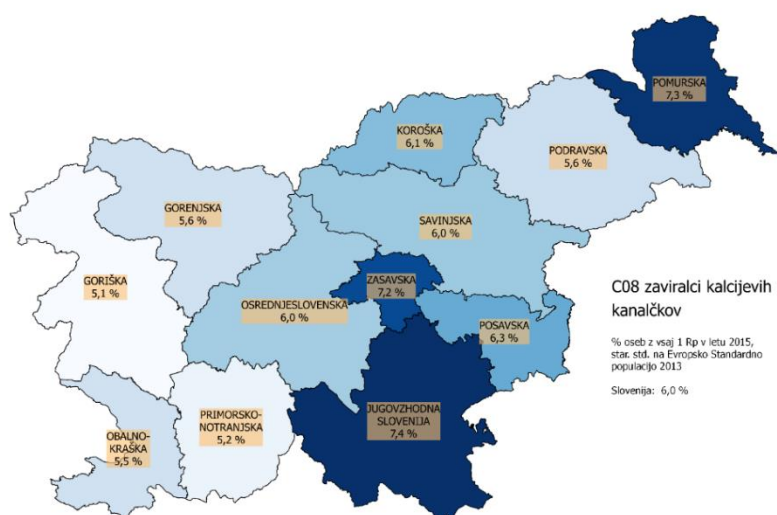 POMURSKA
7,3 %
KOROŠKA
6,1 %
PODRAVSKA
5,6 %
GORENJSKA
5,6 %
SAVINJSKA
6,0 %
GORIŠKA
5,1 %
ZASAVSKA
7,2 %
OSREDNJESLOVENSKA
6,0 %
POSAVSKA
6,3 %
JUGOVZHODNA
SLOVENIJA
7,4 %
PRIMORSKO-
NOTRANJSKA
5,2 %
OBALNO-
KRAŠKA
5,5 %
C08 zaviralci kalcijevih
kanalčkov
% oseb z vsaj 1 Rp v letu 2015,
star. std. na Evropsko Standardno
populacijo 2013
Slovenija: 6,0 %